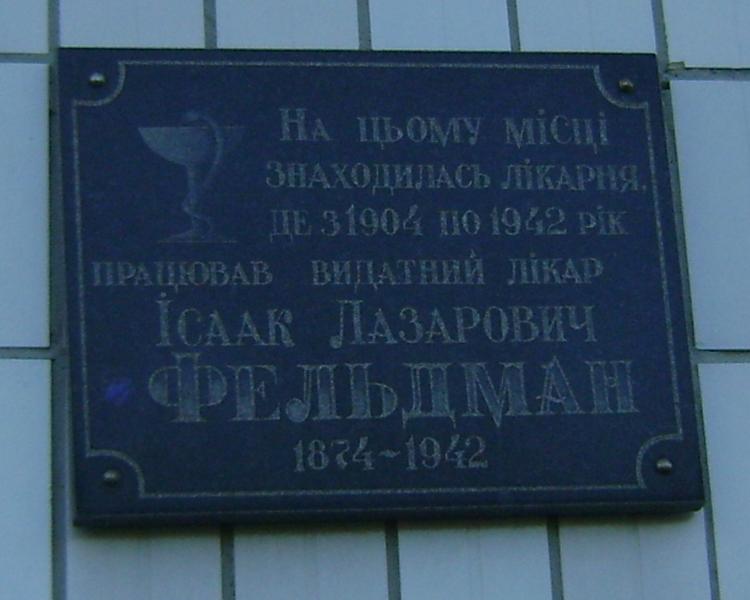 На цьому місці
знаходилась лікарня,
де з 1904 по 1942 рік
працював видатний лікар
Ісаак Лазарович
Фельдман
1874-1942